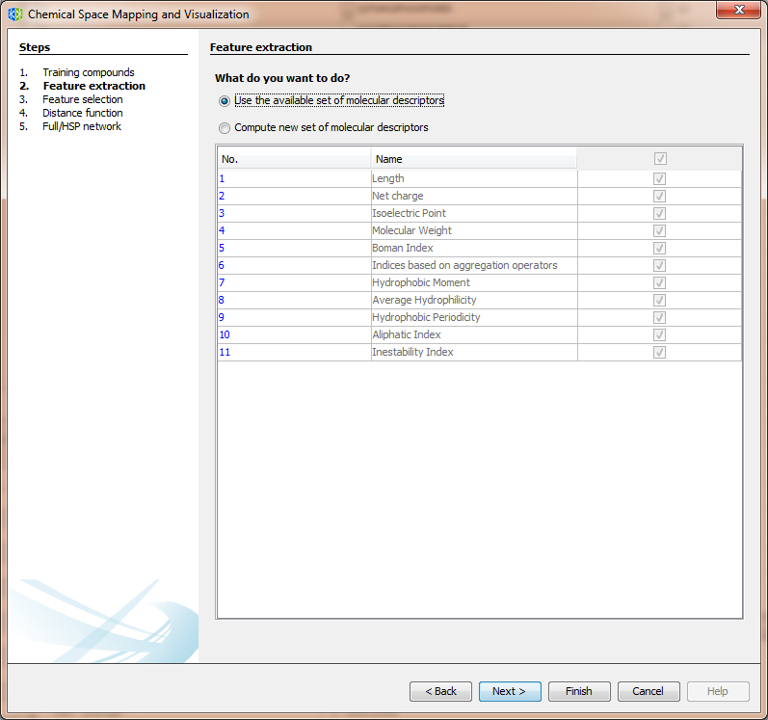 Chemical Space Mapping and Visualization
Steps
1. Training compounds
2. Feature extraction
3. Feature selection
4. Distance function
5. Full/HSP network
Feature extraction
What do you want to do?
Use the available set of molecular descriptors
Compute new set of molecular descriptors
No. Name
1 Length
2 Net charge
3 Isoelectric Point
4 Molecular Weight
5 Boman Index
6 Indices based on aggregation operators
7 Hydrophobic Moment
8 Average Hydrophilicity
9 Hydrophobic Periodicity
10 Aliphatic Index
11 Inestability Index
< Back Next > Finish Cancel Help